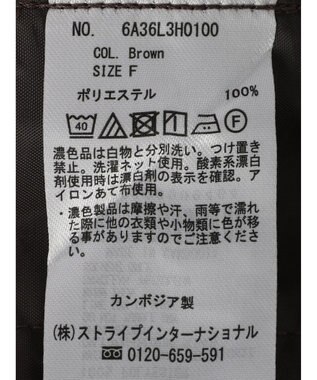 NO. 6A36L3H0100
COL. Brown
SIZE F
ポリエステル 100%
40 F
濃色品は白物と分別洗い。つけ置き
禁止。洗濯ネット使用。酸素系漂白
剤使用時は漂白剤の表示を確認。ア
イロンあて布使用。
・濃色製品は摩擦や汗、雨等で濡れ
た際に他の衣類や小物類に色が移
る事がありますのでご注意くださ
い。
カンボジア製
(株)ストライプインターナショナル
0120-659-591